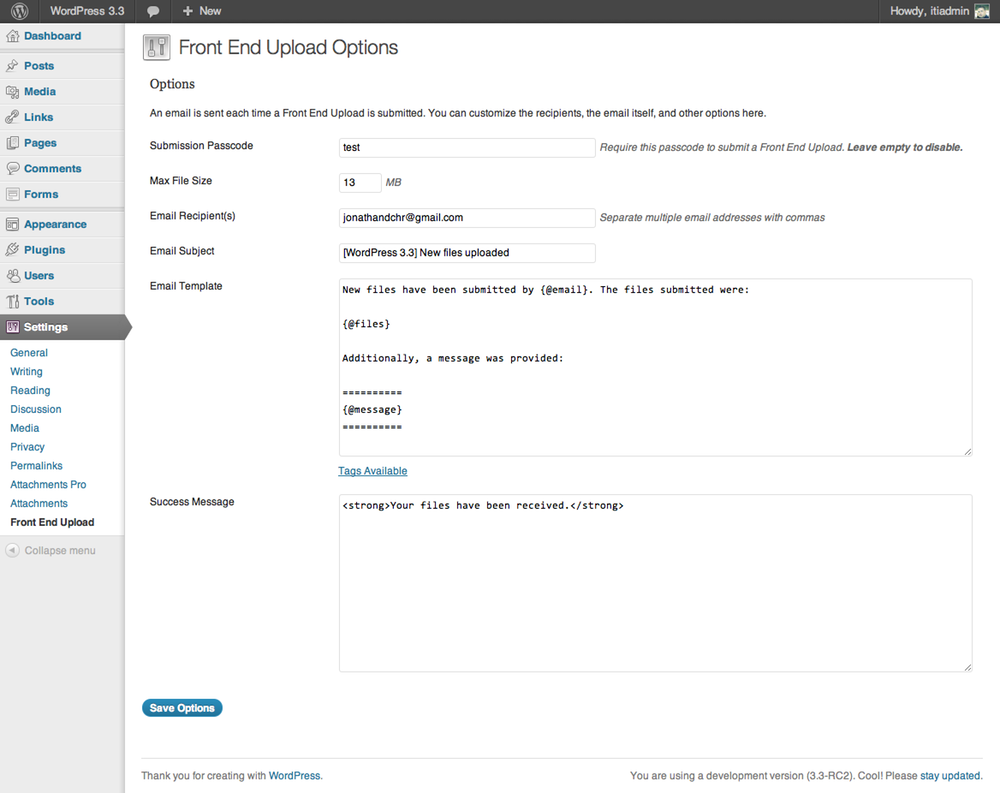 WordPress 3.3
New
Howdy, itiadmin
Dashboard
Posts
Media
Links
Pages
Comments
Forms
Appearance
Plugins
Users
Tools
Settings
General
Writing
Reading
Discussion
Media
Privacy
Permalinks
Attachments Pro
Attachments
Front End Upload
Collapse menu
Front End Upload Options
Options
An email is sent each time a Front End Upload is submitted. You can customize the recipients, the email itself, and other options here.
Submission Passcode
test
Require this passcode to submit a Front End Upload. Leave empty to disable.
Max File Size
13 MB
Email Recipient(s)
jonathandchr@gmail.com
Separate multiple email addresses with commas
Email Subject
[WordPress 3.3] New files uploaded
Email Template
New files have been submitted by {@email}. The files submitted were:
{@files}
Additionally, a message was provided:
==========
{@message}
==========
Tags Available
Success Message
<strong>Your files have been received.</strong>
Save Options
Thank you for creating with WordPress.
You are using a development version (3.3-RC2). Cool! Please stay updated.